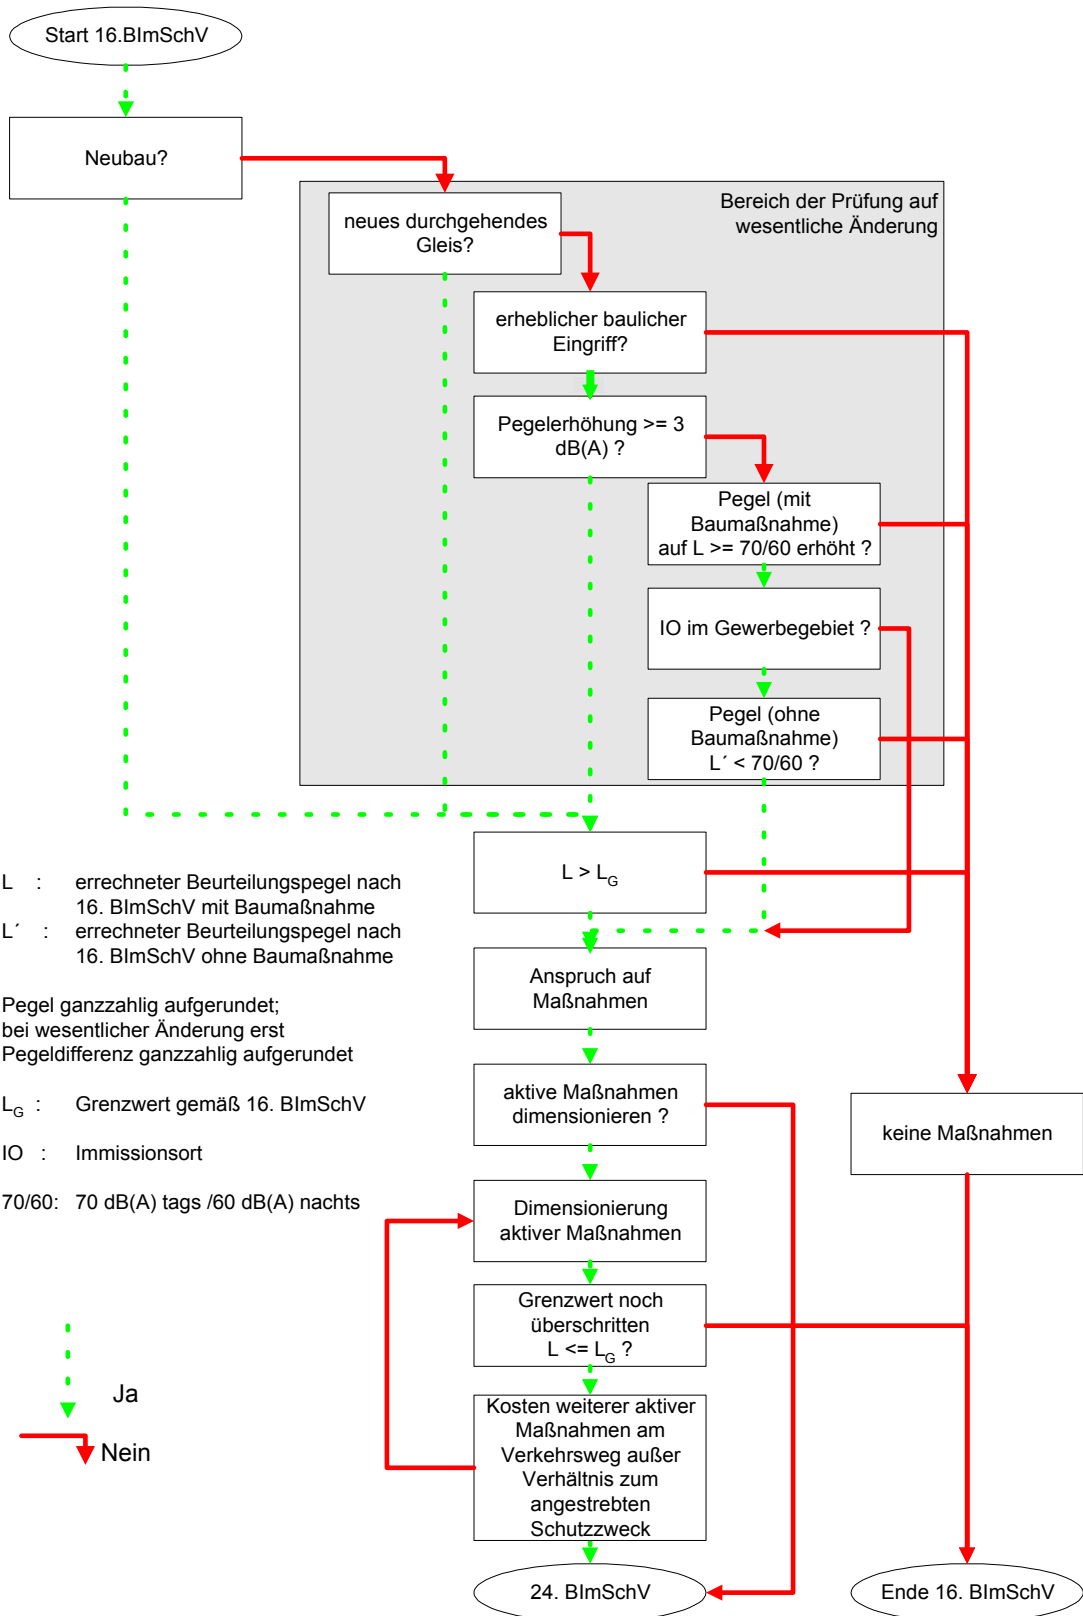 Start 16.BImSchV
Neubau?
Bereich der Prüfung auf
wesentliche Änderung
neues durchgehendes
Gleis?
erheblicher baulicher
Eingriff?
Pegelerhöhung >= 3
dB(A) ?
Pegel (mit
Baumaßnahme)
auf L >= 70/60 erhöht ?
IO im Gewerbegebiet ?
Pegel (ohne
Baumaßnahme)
L´ < 70/60 ?
L > LG
L : errechneter Beurteilungspegel nach
16. BImSchV mit Baumaßnahme
L´ : errechneter Beurteilungspegel nach
16. BImSchV ohne Baumaßnahme
Pegel ganzzahlig aufgerundet;
bei wesentlicher Änderung erst
Pegeldifferenz ganzzahlig aufgerundet
LG : Grenzwert gemäß 16. BImSchV
IO : Immissionsort
70/60: 70 dB(A) tags /60 dB(A) nachts
Anspruch auf
Maßnahmen
aktive Maßnahmen
dimensionieren ?
keine Maßnahmen
Dimensionierung
aktiver Maßnahmen
Grenzwert noch
überschritten
L <= LG ?
Kosten weiterer aktiver
Maßnahmen am
Verkehrsweg außer
Verhältnis zum
angestrebten
Schutzzweck
Ja
Nein
24. BImSchV
Ende 16. BImSchV